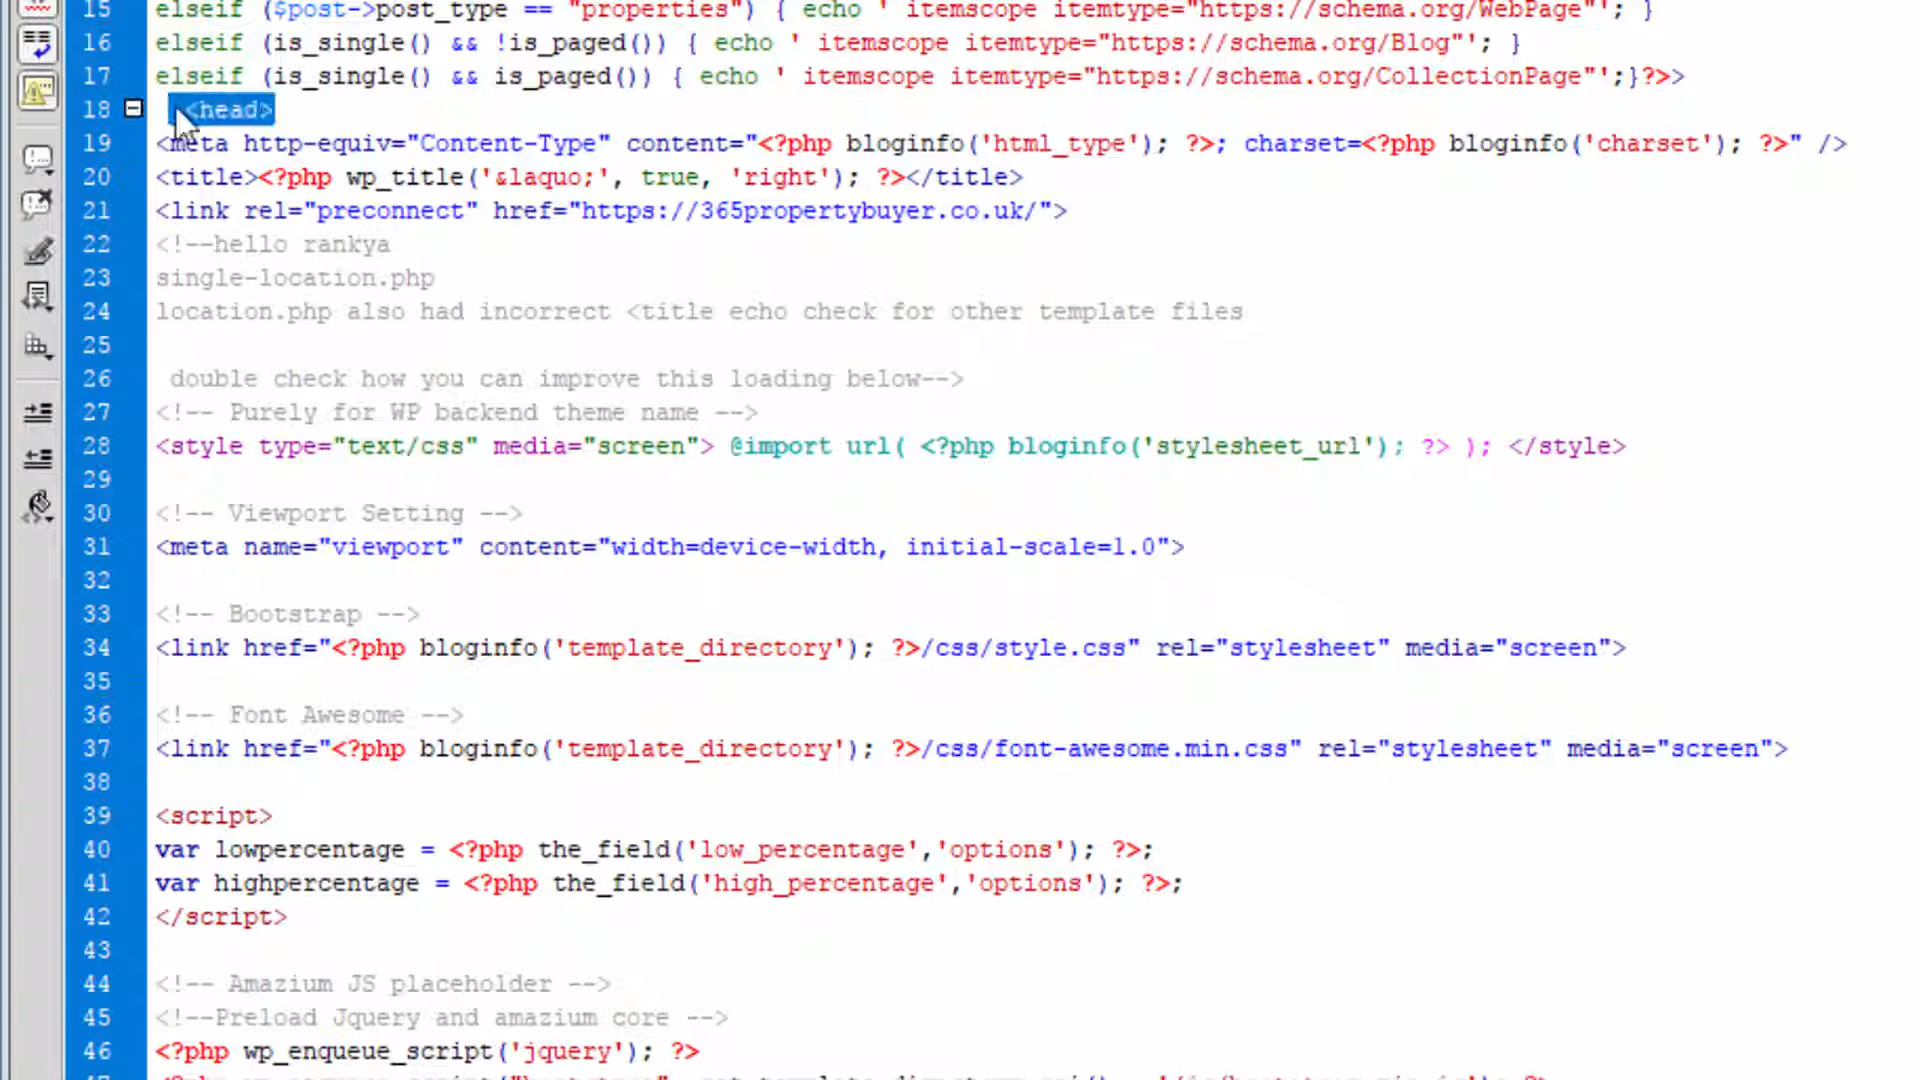 15 elseif ($post->post_type == "properties") { echo ' itemscope itemtype="https://schema.org/WebPage"'; }
16 elseif (is_single() && !is_paged()) { echo ' itemscope itemtype="https://schema.org/Blog"'; }
17 elseif (is_single() && is_paged()) { echo ' itemscope itemtype="https://schema.org/CollectionPage"';}?>>
18 <head>
19 <meta http-equiv="Content-Type" content="<?php bloginfo('html_type'); ?>; charset=<?php bloginfo('charset'); ?>" />
20 <title><?php wp_title('&laquo;', true, 'right'); ?></title>
21 <link rel="preconnect" href="https://365propertybuyer.co.uk/">
22 <!--hello rankya
23 single-location.php
24 location.php also had incorrect <title echo check for other template files
25
26 double check how you can improve this loading below-->
27 <!-- Purely for WP backend theme name -->
28 <style type="text/css" media="screen"> @import url( <?php bloginfo('stylesheet_url'); ?> ); </style>
29
30 <!-- Viewport Setting -->
31 <meta name="viewport" content="width=device-width, initial-scale=1.0">
32
33 <!-- Bootstrap -->
34 <link href="<?php bloginfo('template_directory'); ?>/css/style.css" rel="stylesheet" media="screen">
35
36 <!-- Font Awesome -->
37 <link href="<?php bloginfo('template_directory'); ?>/css/font-awesome.min.css" rel="stylesheet" media="screen">
38
39 <script>
40 var lowpercentage = <?php the_field('low_percentage','options'); ?>;
41 var highpercentage = <?php the_field('high_percentage','options'); ?>;
42 </script>
43
44 <!-- Amazium JS placeholder -->
45 <!--Preload Jquery and amazium core -->
46 <?php wp_enqueue_script('jquery'); ?>